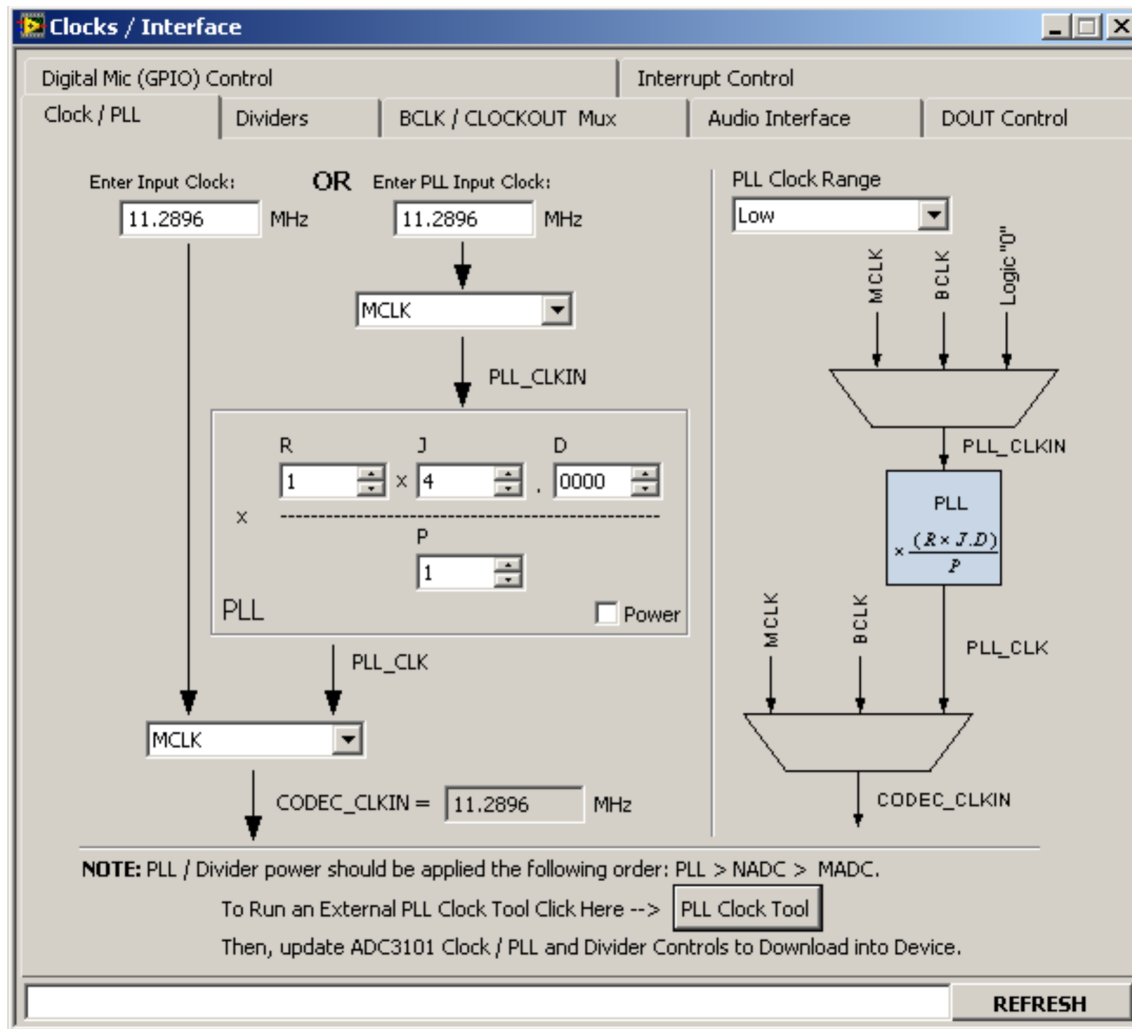 Clocks / Interface
Digital Mic (GPIO) Control
Interrupt Control
Clock / PLL
Dividers
BCLK / CLOCKOUT Mux
Audio Interface
DOUT Control
Enter Input Clock:
OR
Enter PLL Input Clock:
11.2896 MHz
11.2896 MHz
MCLK
PLL_CLKIN
R J D
x 1 x 4 . 0000
P
1
PLL
Power
PLL_CLK
MCLK
CODEC_CLKIN = 11.2896 MHz
PLL Clock Range
Low
MCLK
BCLK
Logic "0"
PLL_CLKIN
PLL
× (R × J.D)
P
MCLK
BCLK
PLL_CLK
CODEC_CLKIN
NOTE: PLL / Divider power should be applied the following order: PLL > NADC > MADC.
To Run an External PLL Clock Tool Click Here --> PLL Clock Tool
Then, update ADC3101 Clock / PLL and Divider Controls to Download into Device.
REFRESH